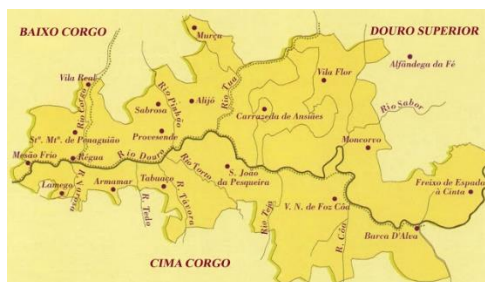 BAIXO CORGO
DOURO SUPERIOR
Murça
Alfândega da Fé
Vila Real
Vila Flor
Rio Tua
Rio Corgo
Rio Pinhão
Alijó
Sabrosa
Carrazeda de Ansiães
Rio Sabor
Stª. Mtª. de Penaguião
Provesende
Moncorvo
Mesão Frio
Régua
Rio Douro
Rio Torto
S. João
da Pesqueira
Lamego
R. Varosa
Armamar
Tabuaço
R. Tedo
R. Távora
Freixo de Espada
à Cinta
Rio Teja
V. N. de Foz Côa
R. Côa
Barca D'Alva
CIMA CORGO